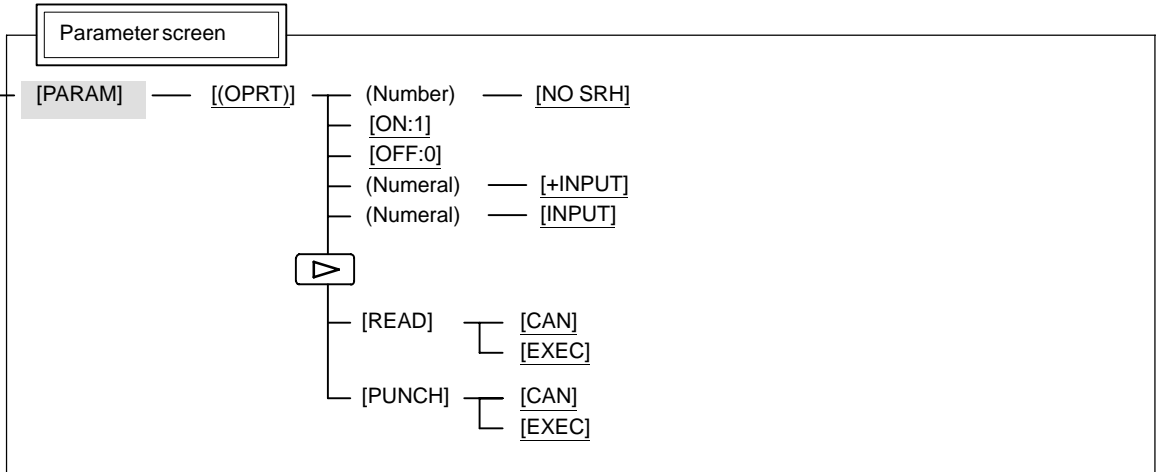 Parameter screen
[PARAM] [(OPRT)] (Number) [NO SRH]
[ON:1]
[OFF:0]
(Numeral) [+INPUT]
(Numeral) [INPUT]
[READ] [CAN]
[EXEC]
[PUNCH] [CAN]
[EXEC]